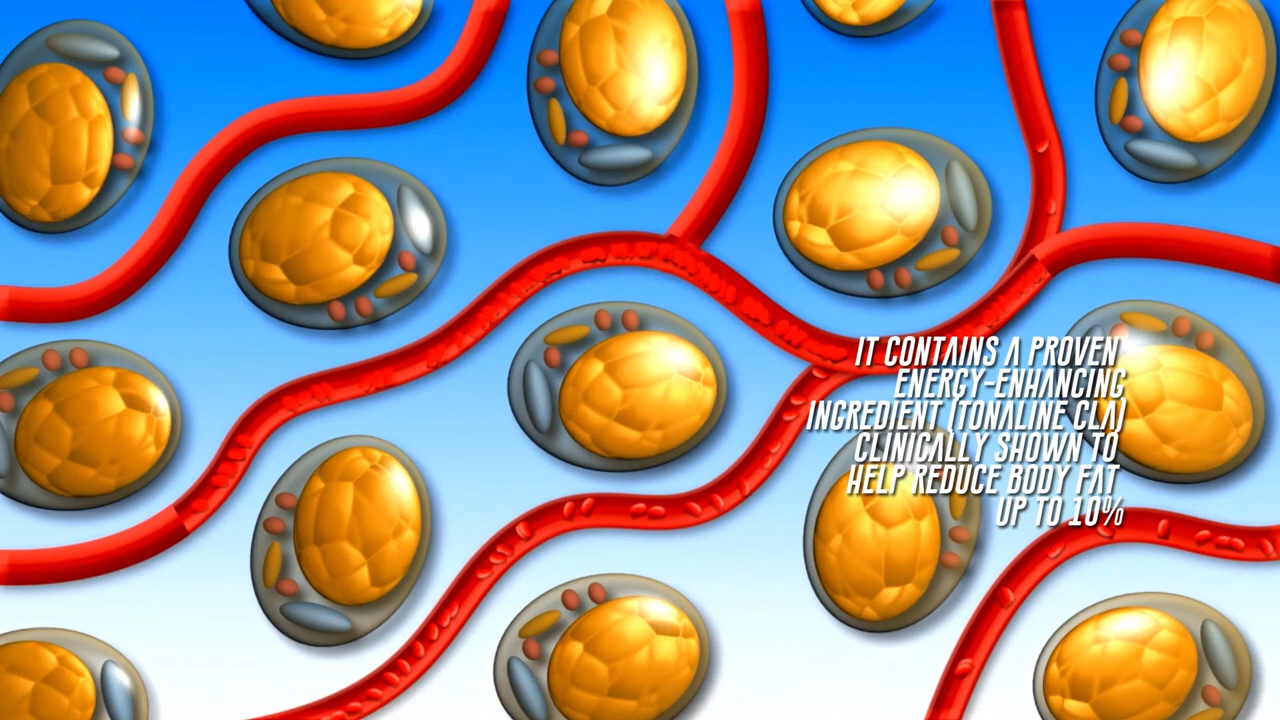 IT CONTAINS A PROVEN
ENERGY-ENHANCING
INGREDIENT (TONALINE CLA)
CLINICALLY SHOWN TO
HELP REDUCE BODY FAT
UP TO 10%